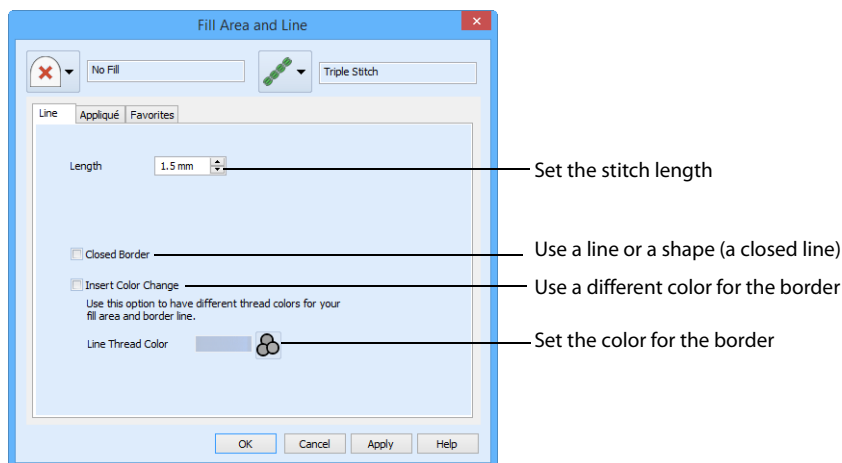 Fill Area and Line
No Fill
Triple Stitch
Line
Appliqué
Favorites
Length
1.5 mm
Set the stitch length
Closed Border
Use a line or a shape (a closed line)
Insert Color Change
Use a different color for the border
Use this option to have different thread colors for your
fill area and border line.
Line Thread Color
Set the color for the border
OK
Cancel
Apply
Help